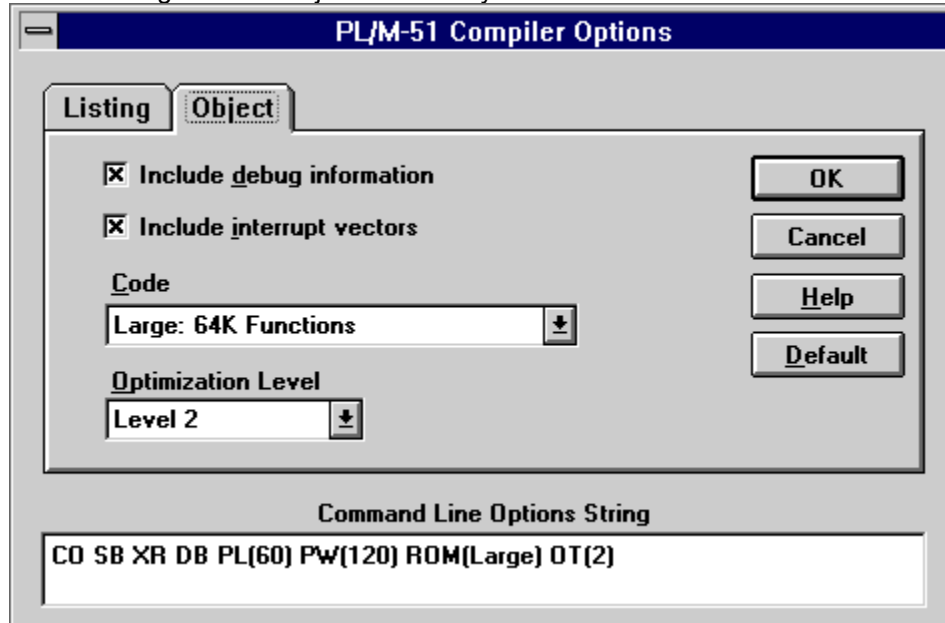 PL/M-51 Compiler Options
Listing Object
Include debug information
Include interrupt vectors
Code
Large: 64K Functions
Optimization Level
Level 2
OK
Cancel
Help
Default
Command Line Options String
CO SB XR DB PL(60) PW(120) ROM(Large) OT(2)